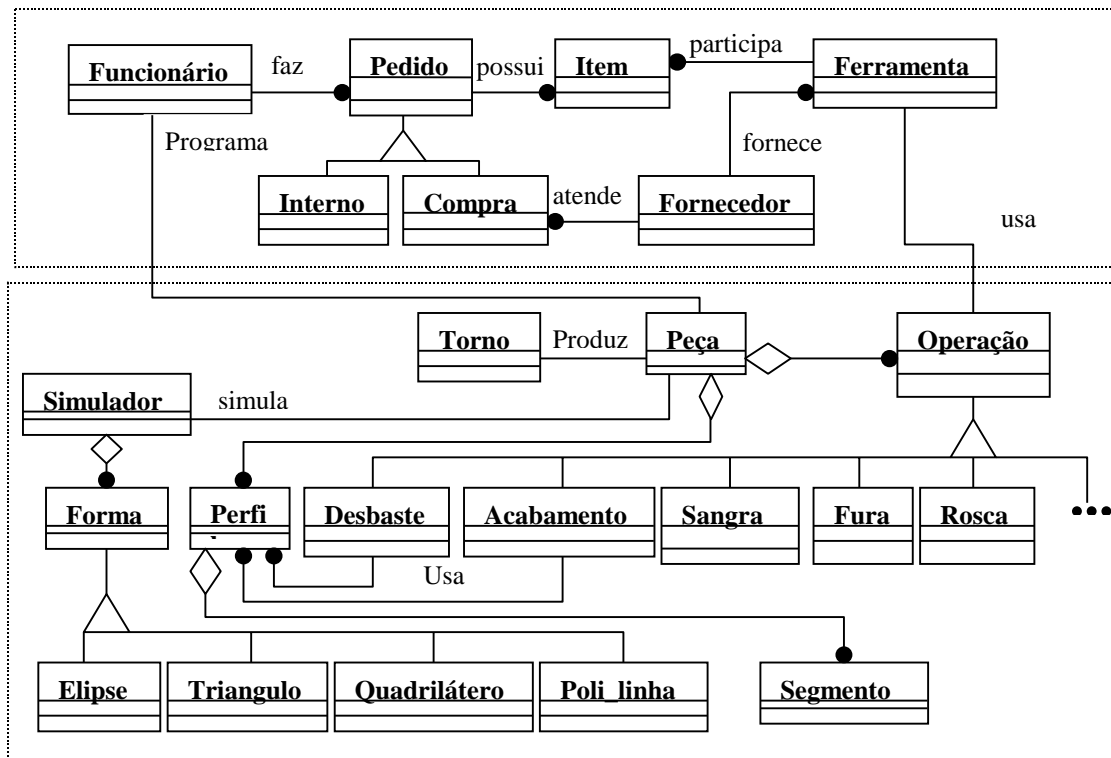 faz
possui
participa
Funcionário
Pedido
Item
Ferramenta
Programa
fornece
Interno
Compra
atende
Fornecedor
usa
Torno
Produz
Peça
Operação
Simulador
simula
Forma
Perfi
Desbaste
Acabamento
Sangra
Fura
Rosca
Usa
Elipse
Triangulo
Quadrilátero
Poli_linha
Segmento